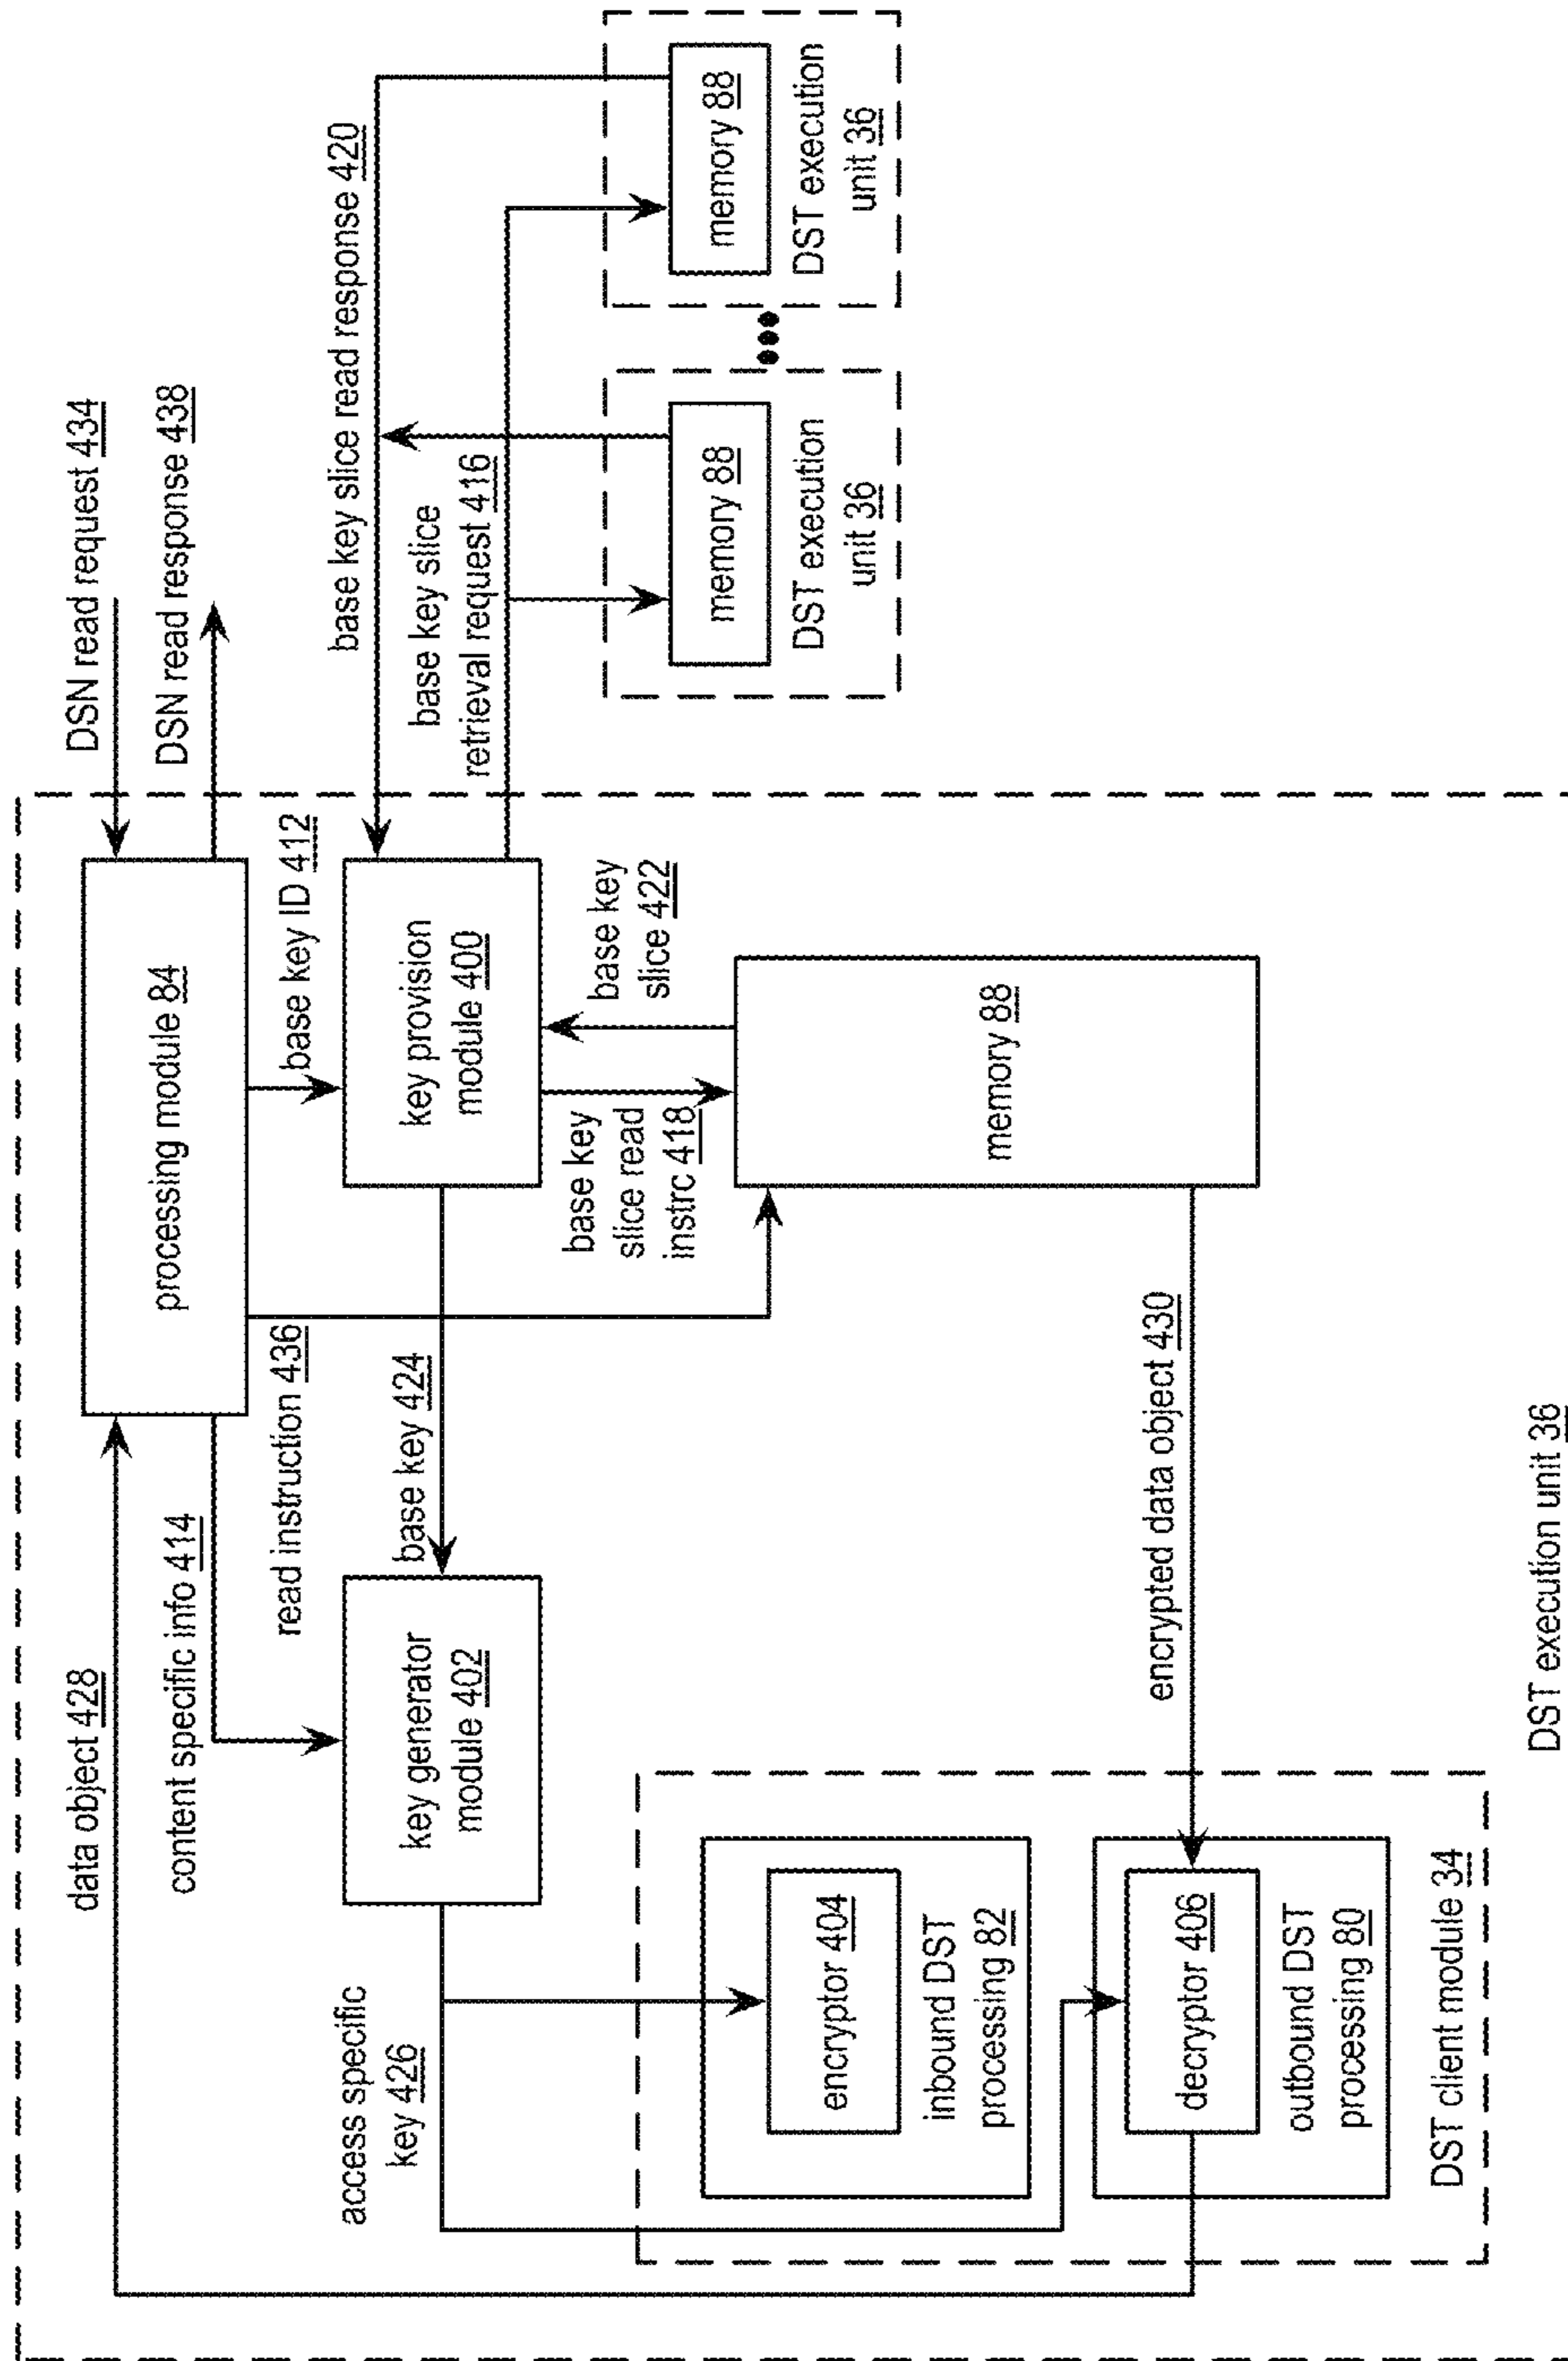 data object 428
content specific info 414
read instruction 436
processing module 84
DSN read request 434
DSN read response 438
access specific
key 426
key generator
module 402
base key 424
base key ID 412
key provision
module 400
base key slice read response 420
base key slice
retrieval request 416
base key
slice read
instrc 418
base key
slice 422
memory 88
encryptor 404
inbound DST
processing 82
decryptor 406
outbound DST
processing 80
DST client module 34
encrypted data object 430
memory 88
DST execution
unit 36
memory 88
DST execution
unit 36
DST execution unit 36